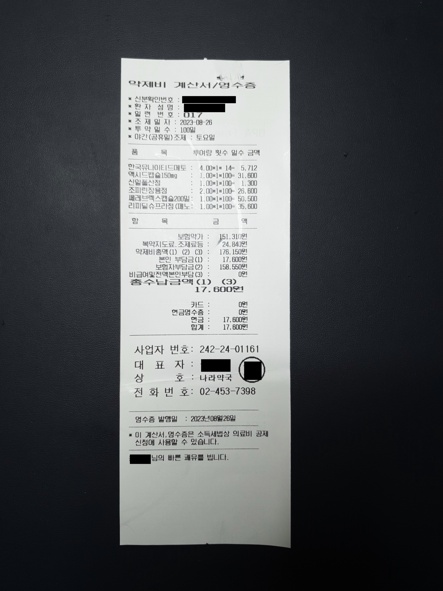 약제비 계산서/영수증
* 신분확인번호 :
* 환 자 성 명 :
* 일 련 번 호 : 017
* 조 제 일 자 : 2023-08-26
* 투 약 일 수 : 100일
* 야간(공휴일)조제 : 토요일
품 목 투여량 횟수 일수 금액
한국유나이티드메토 : 4.00*1* 14- 5,712
액시드캡슐150mg : 1.00*1*100- 31,800
신일폴산정 : 1.00*1*100- 1,300
조피린장용정 : 2.00*1*100- 26,600
쎄레브렉스캡슐200밀 : 1.00*1*100- 50,500
리피딜슈프라정(페노 : 1.00*1*100- 35,600
항 목 금 액
보험약가 : 151,310원
복약지도료,조제료등 : 24,840원
약제비총액(1) (2) (3) : 176,150원
본인 부담금(1) : 17,600원
보험자부담금(2) : 158,550원
비급여및전액본인부담(3) : 0원
총수납금액(1) (3)
17,600원
카드 : 0원
현금영수증 : 0원
현금 : 17,600원
합계 : 17,600원
사업자 번호: 242-24-01161
대 표 자 :
상 호 : 나라약국
전 화 번 호: 02-453-7398
영수증 발행일 : 2023년08월26일
* 이 계산서,영수증은 소득세법상 의료비 공제
신청에 사용할 수 있습니다.
님의 빠른 쾌유를 빕니다.